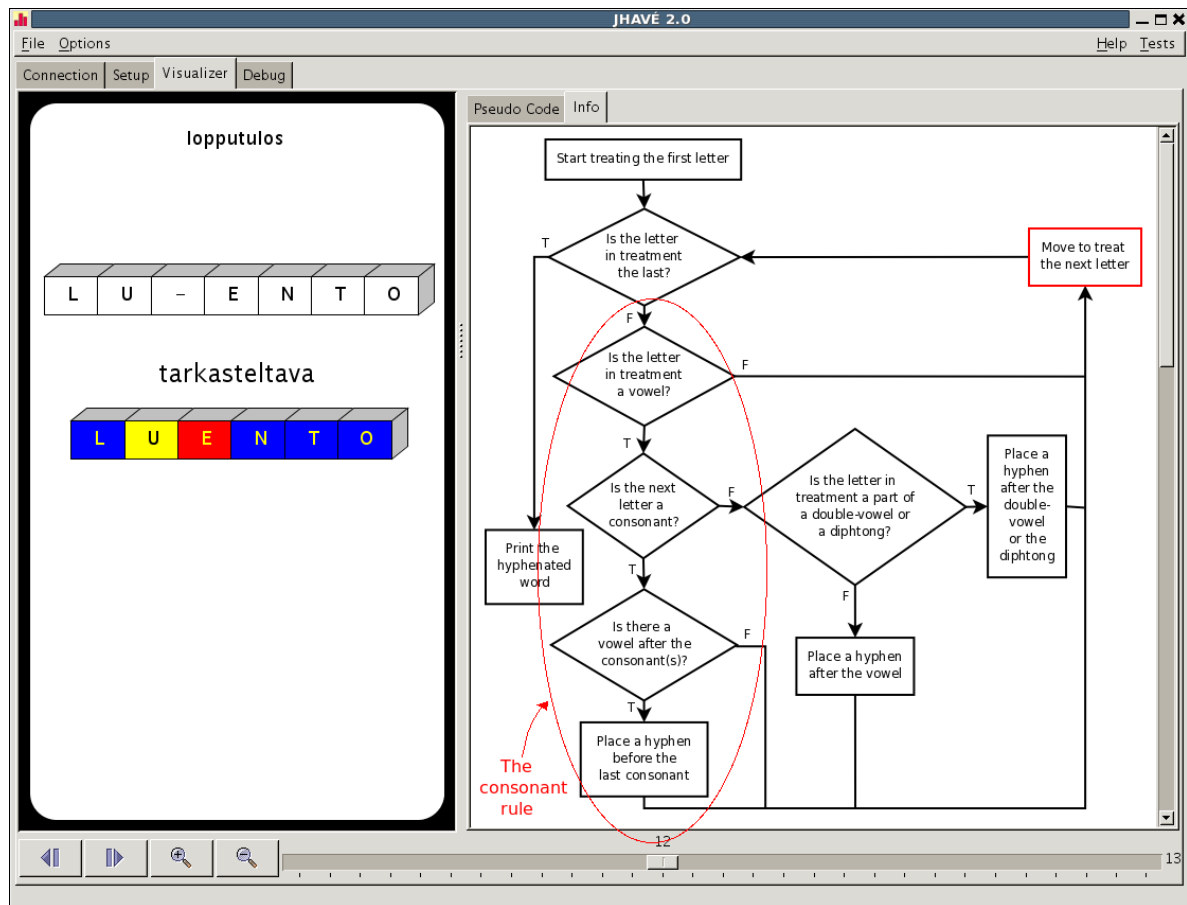 JHAVÉ 2.0
File Options Help Tests
Connection Setup Visualizer Debug
lopputulos
L U - E N T O
tarkasteltava
L U E N T O
Pseudo Code Info
Start treating the first letter
Is the letter
in treatment
the last?
T
F
Move to treat
the next letter
Is the letter
in treatment
a vowel?
F
T
Is the next
letter a
consonant?
F
T
Is the letter in
treatment a part of
a double-vowel or
a diphtong?
T
F
Place a
hyphen
after the
double-
vowel
or the
diphtong
Print the
hyphenated
word
Is there a
vowel after the
consonant(s)?
F
T
Place a hyphen
after the vowel
Place a hyphen
before the
last consonant
The
consonant
rule
12
13